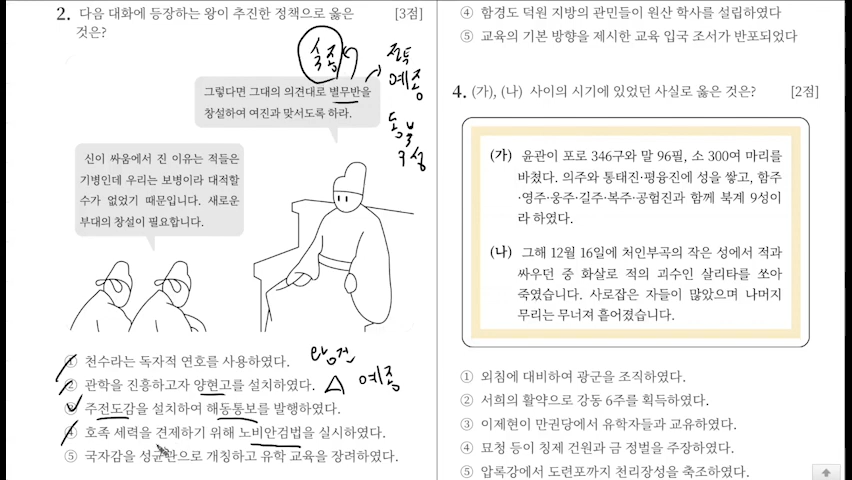 2. 다음 대화에 등장하는 왕이 추진한 정책으로 옳은 [3점]
것은?
숙종
전투
예종
동북
9성
그렇다면 그대의 의견대로 별무반을
창설하여 여진과 맞서도록 하라.
신이 싸움에서 진 이유는 적들은
기병인데 우리는 보병이라 대적할
수가 없었기 때문입니다. 새로운
부대의 창설이 필요합니다.
① 천수라는 독자적 연호를 사용하였다.
② 관학을 진흥하고자 양현고를 설치하였다.
예종
③ 주전도감을 설치하여 해동통보를 발행하였다.
④ 호족 세력을 견제하기 위해 노비안검법을 실시하였다.
⑤ 국자감을 성균관으로 개칭하고 유학 교육을 장려하였다.
④ 함경도 덕원 지방의 관민들이 원산 학사를 설립하였다
⑤ 교육의 기본 방향을 제시한 교육 입국 조서가 반포되었다
4. (가), (나) 사이의 시기에 있었던 사실로 옳은 것은? [2점]
(가) 윤관이 포로 346구와 말 96필, 소 300여 마리를
바쳤다. 의주와 통태진·평융진에 성을 쌓고, 함주
·영주·웅주·길주·복주·공험진과 함께 북계 9성이
라 하였다.
(나) 그해 12월 16일에 처인부곡의 작은 성에서 적과
싸우던 중 화살로 적의 괴수인 살리타를 쏘아
죽였습니다. 사로잡은 자들이 많았으며 나머지
무리는 무너져 흩어졌습니다.
① 외침에 대비하여 광군을 조직하였다.
② 서희의 활약으로 강동 6주를 획득하였다.
③ 이제현이 만권당에서 유학자들과 교유하였다.
④ 묘청 등이 칭제 건원과 금 정벌을 주장하였다.
⑤ 압록강에서 도련포까지 천리장성을 축조하였다.